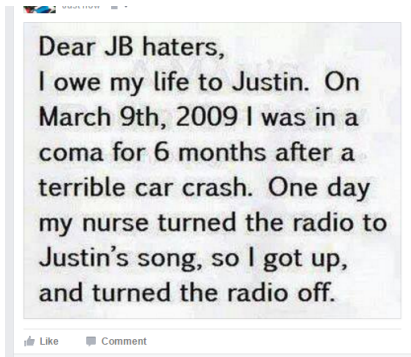 Dear JB haters,
I owe my life to Justin. On
March 9th, 2009 I was in a
coma for 6 months after a
terrible car crash. One day
my nurse turned the radio to
Justin's song, so I got up,
and turned the radio off.
Like Comment